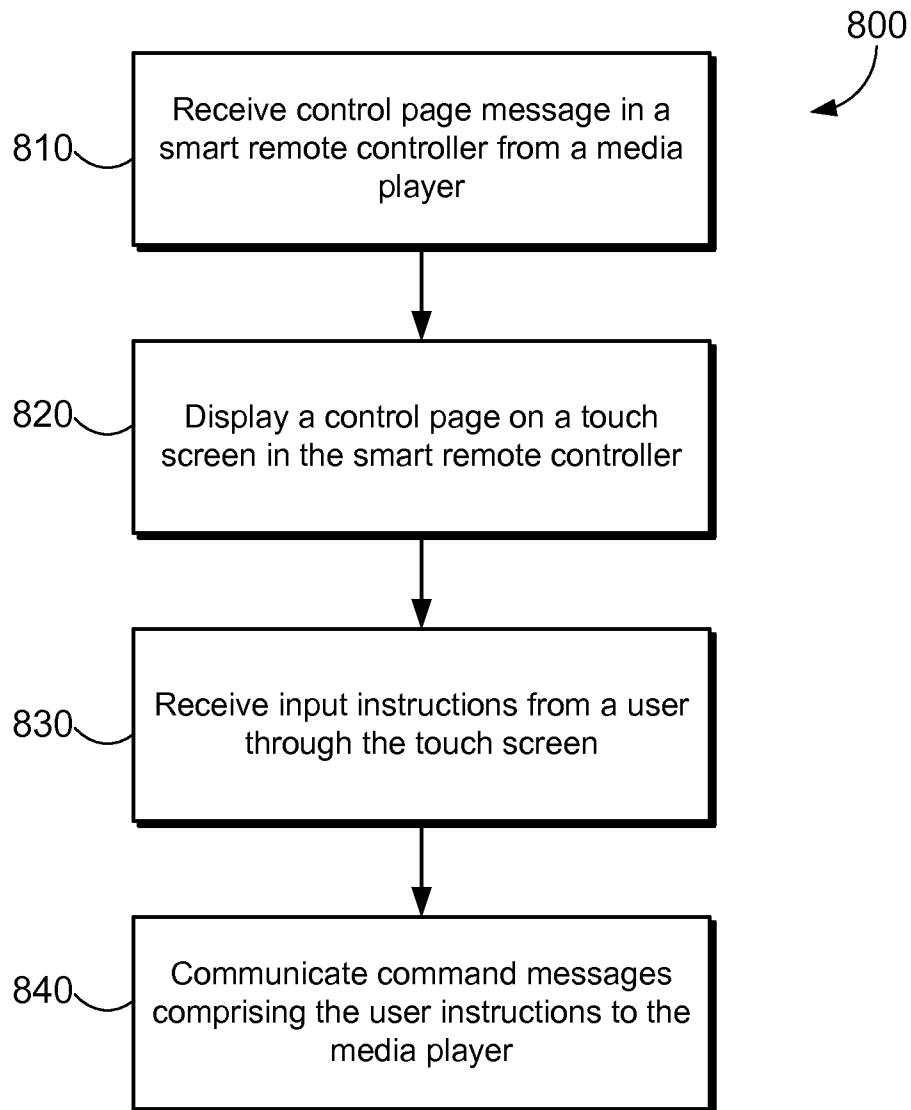 800
810
Receive control page message in a
smart remote controller from a media
player
820
Display a control page on a touch
screen in the smart remote controller
830
Receive input instructions from a user
through the touch screen
840
Communicate command messages
comprising the user instructions to the
media player